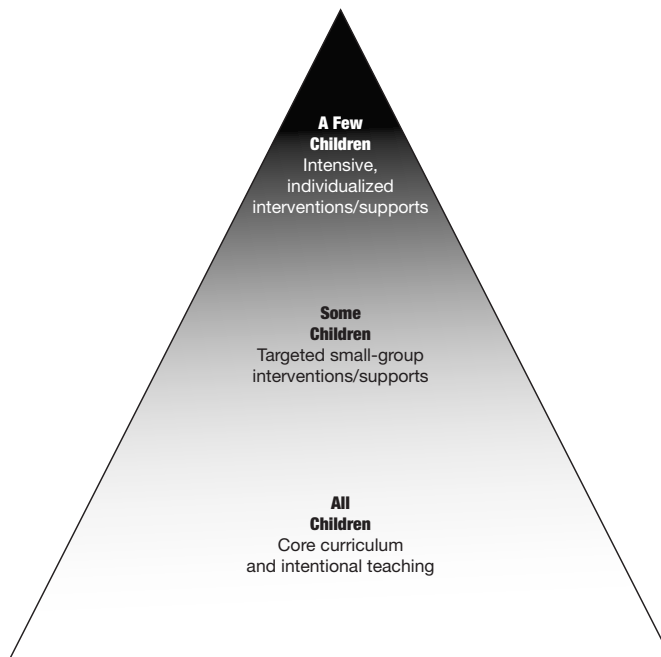 A Few
Children
Intensive,
individualized
interventions/supports
Some
Children
Targeted small-group
interventions/supports
All
Children
Core curriculum
and intentional teaching